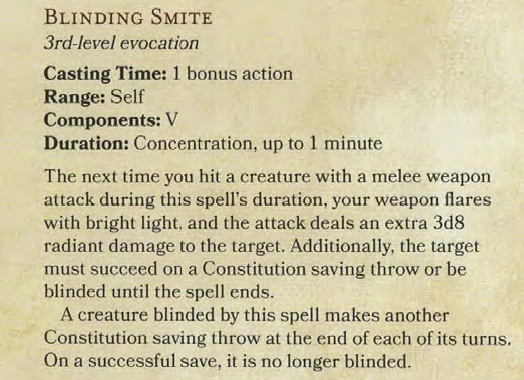 BLINDING SMITE
3rd-level evocation
Casting Time: 1 bonus action
Range: Self
Components: V
Duration: Concentration, up to 1 minute
The next time you hit a creature with a melee weapon
attack during this spell's duration, your weapon flares
with bright light, and the attack deals an extra 3d8
radiant damage to the target. Additionally, the target
must succeed on a Constitution saving throw or be
blinded until the spell ends.
A creature blinded by this spell makes another
Constitution saving throw at the end of each of its turns.
On a successful save, it is no longer blinded.